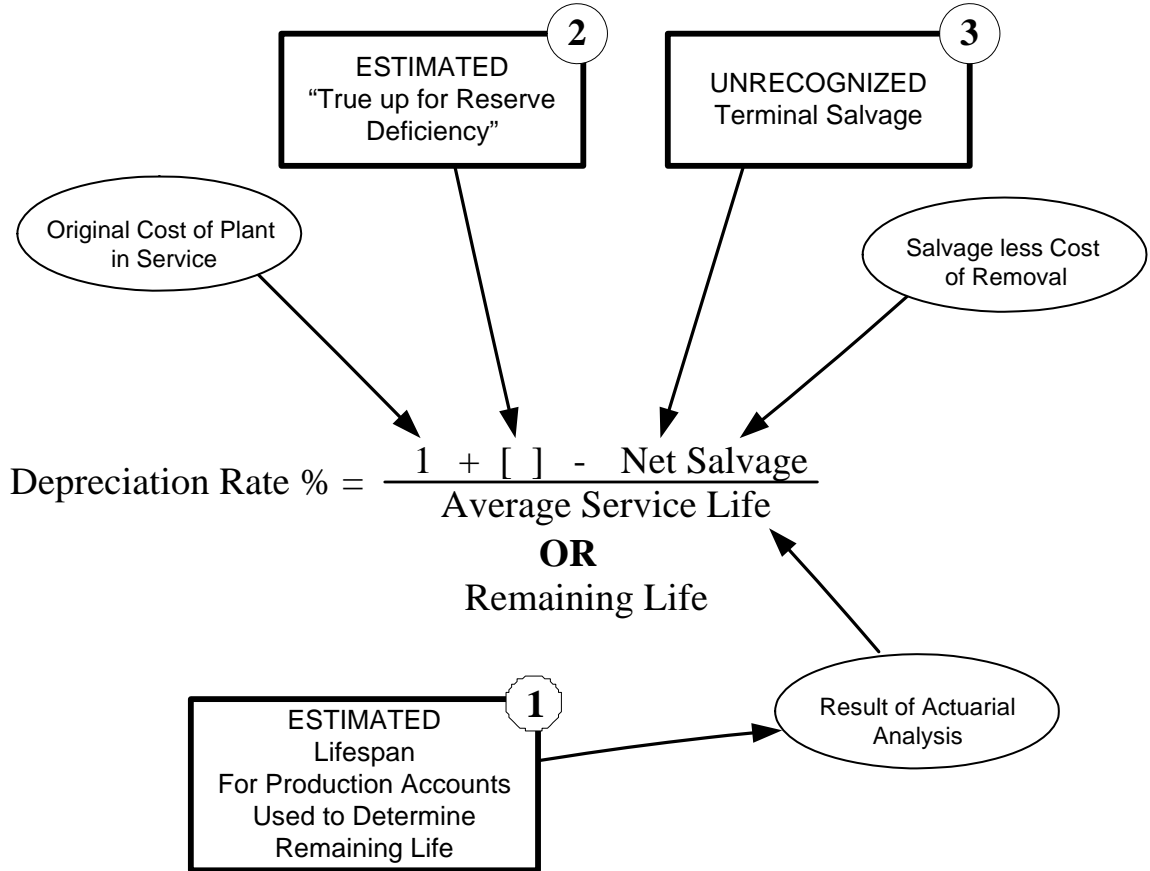 2
ESTIMATED
“True up for Reserve
Deficiency”
3
UNRECOGNIZED
Terminal Salvage
Original Cost of Plant
in Service
Salvage less Cost
of Removal
1 + [ ] - Net Salvage
Depreciation Rate % =
Average Service Life
OR
Remaining Life
1
ESTIMATED
Lifespan
For Production Accounts
Used to Determine
Remaining Life
Result of Actuarial
Analysis